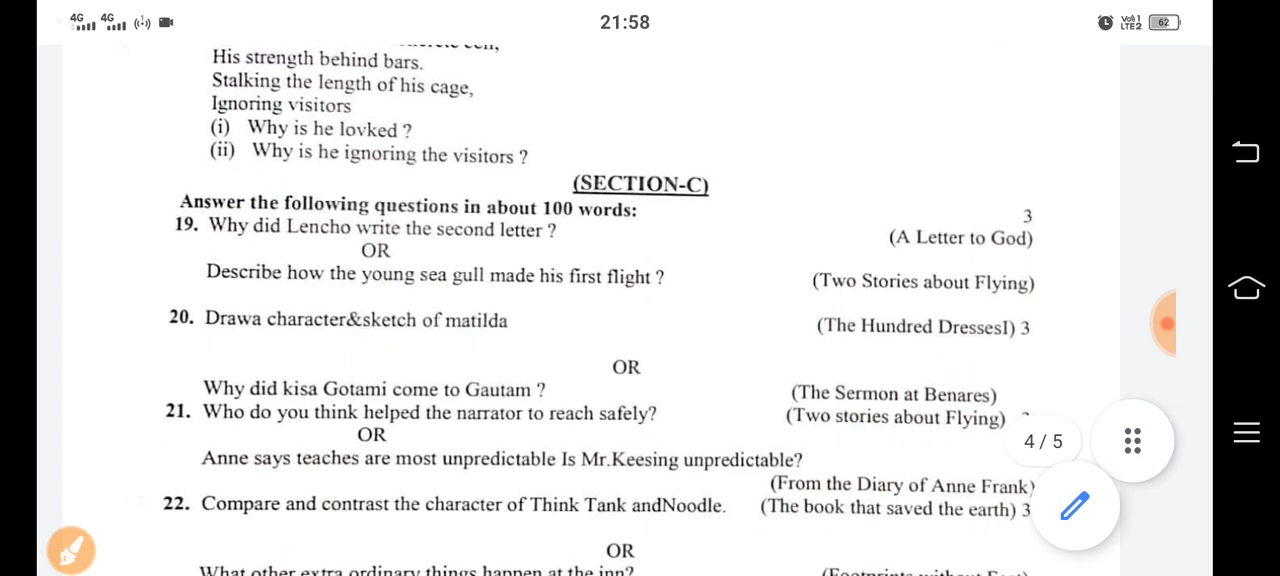 4G 4G 21:58 Vo) 1 LTE2 62
His strength behind bars.
Stalking the length of his cage,
Ignoring visitors
(i) Why is he lovked ?
(ii) Why is he ignoring the visitors ?
(SECTION-C)
Answer the following questions in about 100 words: 3
19. Why did Lencho write the second letter ? (A Letter to God)
OR
Describe how the young sea gull made his first flight ? (Two Stories about Flying)
20. Drawa character&sketch of matilda (The Hundred DressesI) 3
OR
Why did kisa Gotami come to Gautam ? (The Sermon at Benares)
21. Who do you think helped the narrator to reach safely? (Two stories about Flying)
OR
Anne says teaches are most unpredictable Is Mr.Keesing unpredictable?
(From the Diary of Anne Frank)
22. Compare and contrast the character of Think Tank andNoodle. (The book that saved the earth) 3
OR
What other extra ordinary things happen at the inn?
4 / 5